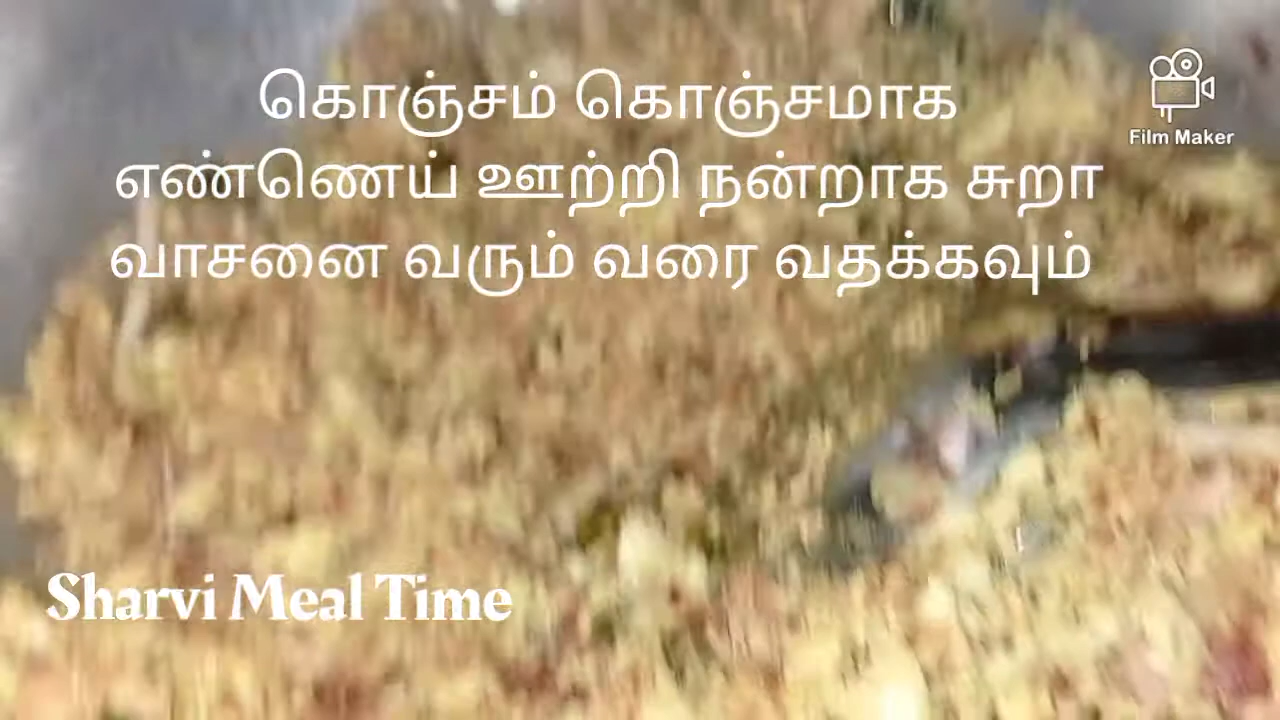 கொஞ்சம் கொஞ்சமாக
எண்ணெய் ஊற்றி நன்றாக சுறா
வாசனை வரும் வரை வதக்கவும்
Film Maker
Sharvi Meal Time